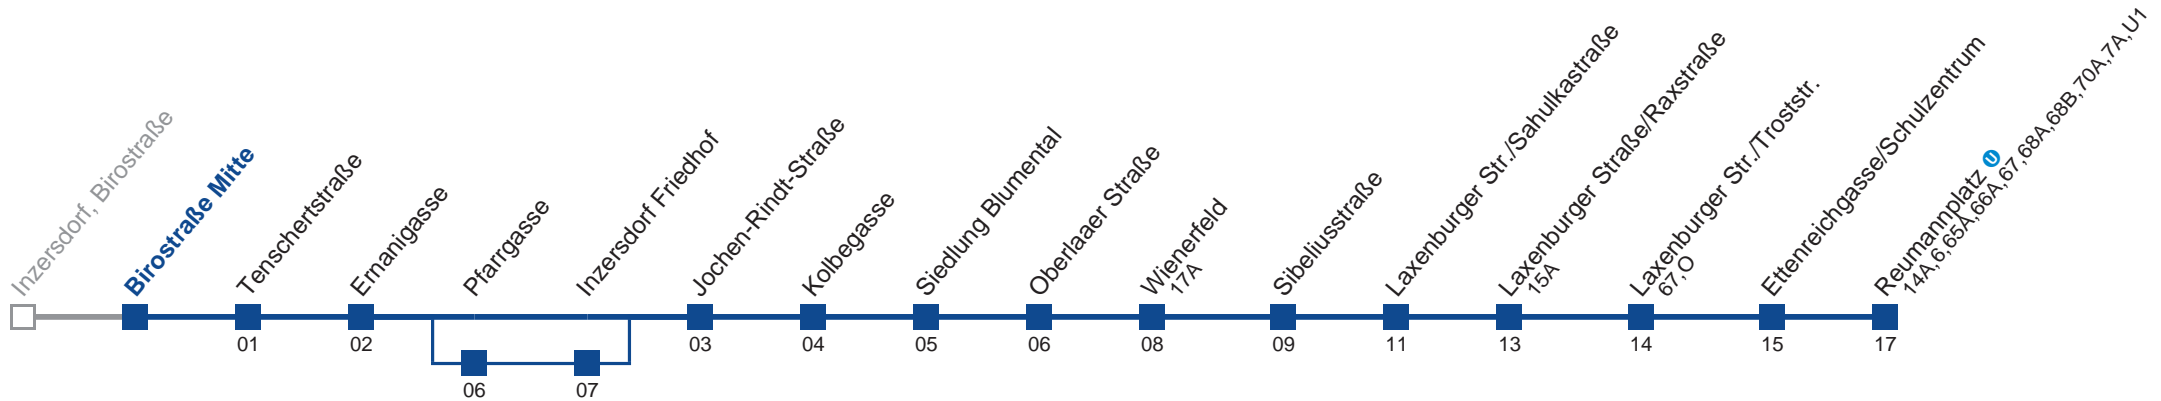 Inzersdorf, Birostraße
Birostraße Mitte
Tenschertstraße
Ernanigasse
Pfarrgasse
Inzersdorf Friedhof
Jochen-Rindt-Straße
Kolbegasse
Siedlung Blumental
Oberlaaer Straße
Wienerfeld
17A
Sibeliusstraße
Laxenburger Str./Sahulkastraße
Laxenburger Straße/Raxstraße
15A
Laxenburger Str./Troststr.
67,O
Ettenreichgasse/Schulzentrum
Reumannplatz U
14A,6,65A,66A,67,68A,68B,70A,7A,U1
01
02
03
04
05
06
08
09
11
13
14
15
17
06
07